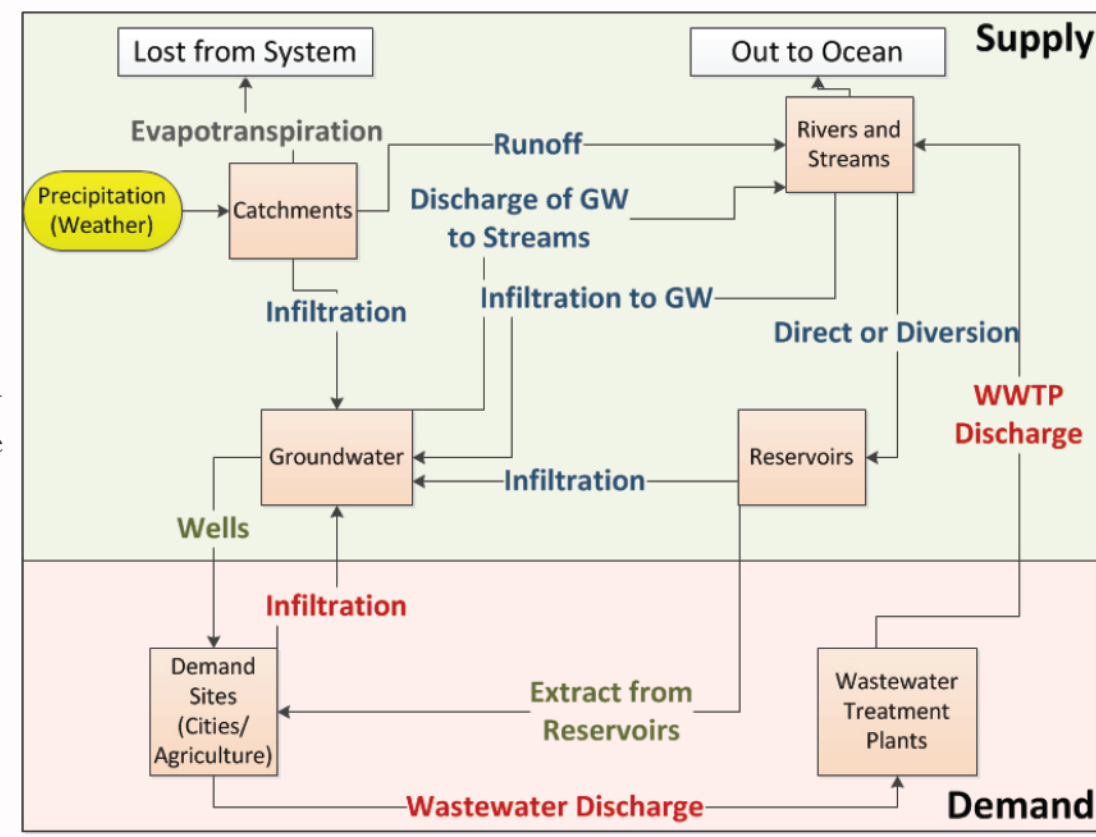 Supply
Lost from System
Out to Ocean
Evapotranspiration
Rivers and
Streams
Runoff
Precipitation
(Weather)
Catchments
Discharge of GW
to Streams
Infiltration
Infiltration to GW
Direct or Diversion
WWTP
Discharge
Groundwater
Reservoirs
Infiltration
Wells
Infiltration
Demand
Sites
(Cities/
Agriculture)
Extract from
Reservoirs
Wastewater
Treatment
Plants
Wastewater Discharge
Demand